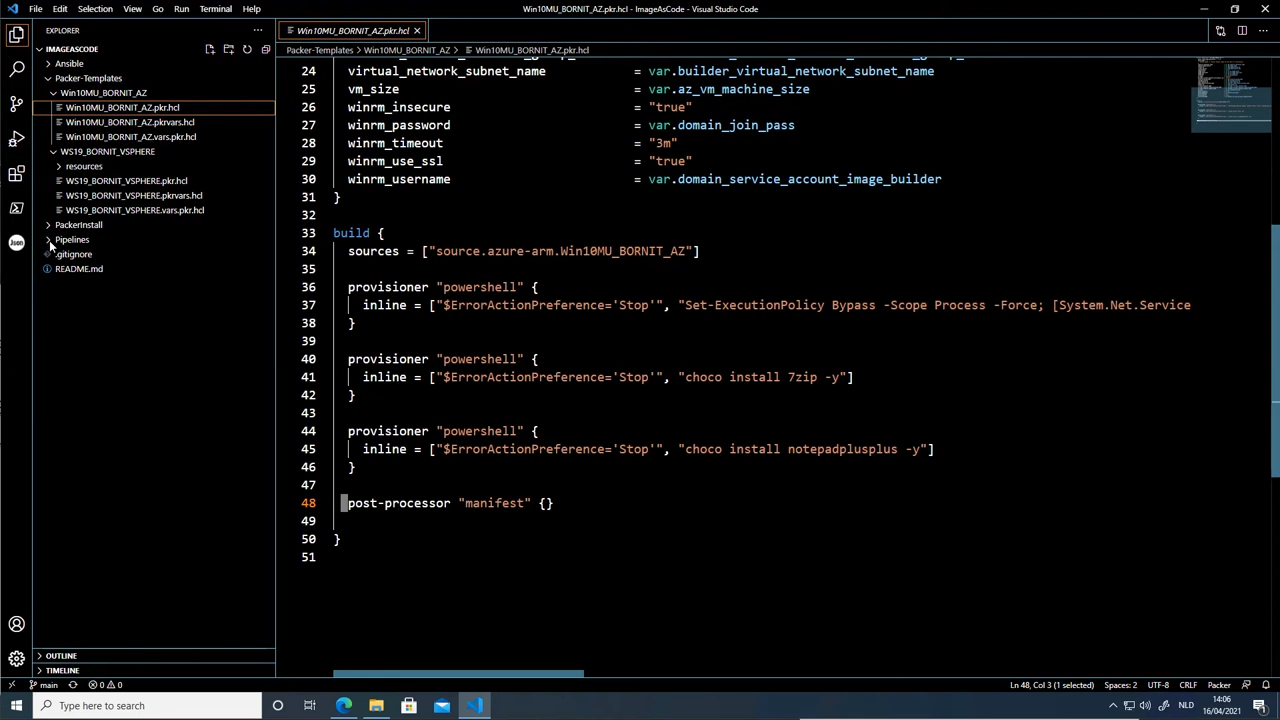 File Edit Selection View Go Run Terminal Help
Win10MU_BORNIT_AZ.pkr.hcl - ImageAsCode - Visual Studio Code
EXPLORER
IMAGEASCODE
Ansible
Packer-Templates
Win10MU_BORNIT_AZ
Win10MU_BORNIT_AZ.pkr.hcl
Win10MU_BORNIT_AZ.pkrvars.hcl
Win10MU_BORNIT_AZ.vars.pkr.hcl
WS19_BORNIT_VSPHERE
resources
WS19_BORNIT_VSPHERE.pkr.hcl
WS19_BORNIT_VSPHERE.pkrvars.hcl
WS19_BORNIT_VSPHERE.vars.pkr.hcl
PackerInstall
Pipelines
.gitignore
README.md
OUTLINE
TIMELINE
Json
Win10MU_BORNIT_AZ.pkr.hcl
Packer-Templates > Win10MU_BORNIT_AZ > Win10MU_BORNIT_AZ.pkr.hcl
24 virtual_network_subnet_name = var.builder_virtual_network_subnet_name
25 vm_size = var.az_vm_machine_size
26 winrm_insecure = "true"
27 winrm_password = var.domain_join_pass
28 winrm_timeout = "3m"
29 winrm_use_ssl = "true"
30 winrm_username = var.domain_service_account_image_builder
31 }
32
33 build {
34 sources = ["source.azure-arm.Win10MU_BORNIT_AZ"]
35
36 provisioner "powershell" {
37 inline = ["$ErrorActionPreference='Stop'", "Set-ExecutionPolicy Bypass -Scope Process -Force; [System.Net.Service
38 }
39
40 provisioner "powershell" {
41 inline = ["$ErrorActionPreference='Stop'", "choco install 7zip -y"]
42 }
43
44 provisioner "powershell" {
45 inline = ["$ErrorActionPreference='Stop'", "choco install notepadplusplus -y"]
46 }
47
48 post-processor "manifest" {}
49
50 }
51
main 0 0 Ln 48, Col 3 (1 selected) Spaces: 2 UTF-8 CRLF Packer
Type here to search
NLD
14:06
16/04/2021